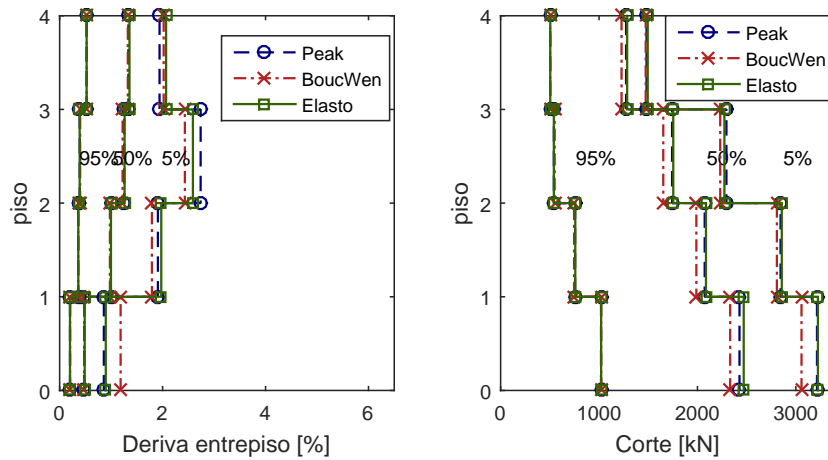 4
3
2
1
0
piso
Peak
BoucWen
Elasto
95%
50%
5%
0
2
4
6
Deriva entrepiso [%]
4
3
2
1
0
piso
Peak
BoucWen
Elasto
95%
50%
5%
0
1000
2000
3000
Corte [kN]